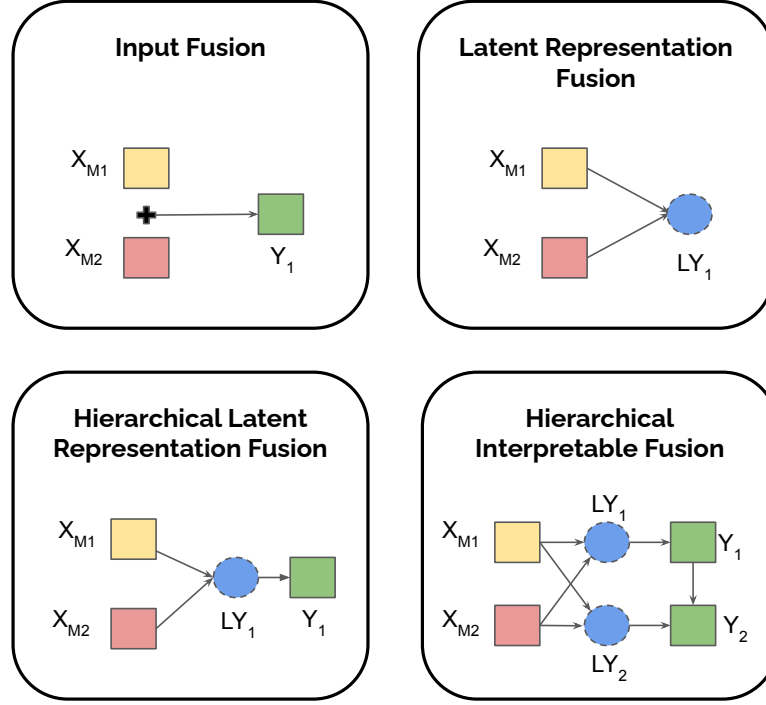 Input Fusion
X_M1
X_M2
Y_1
Latent Representation
Fusion
X_M1
X_M2
LY_1
Hierarchical Latent
Representation Fusion
X_M1
X_M2
LY_1
Y_1
Hierarchical
Interpretable Fusion
LY_1
X_M1
Y_1
X_M2
Y_2
LY_2